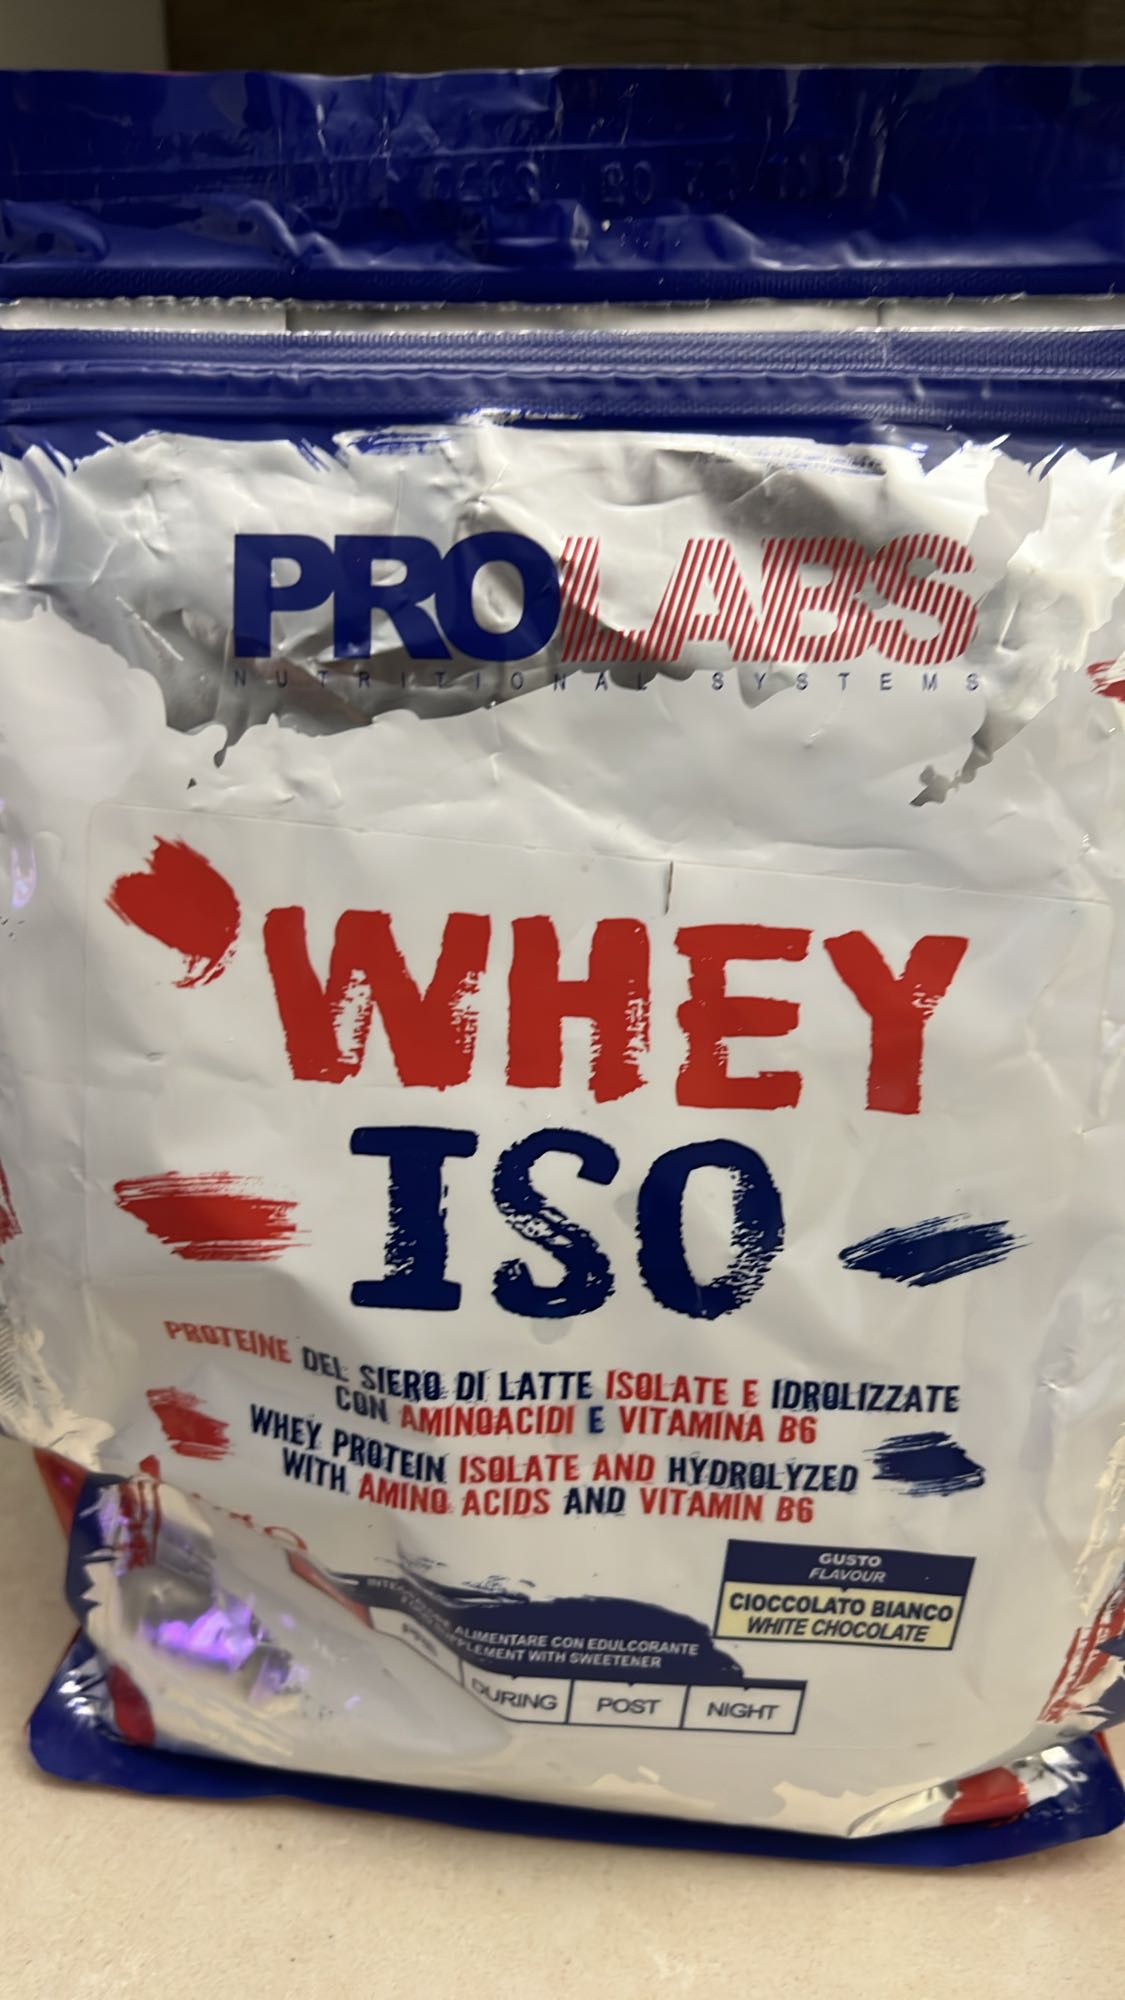 PROLABS
NUTRITIONAL SYSTEMS
WHEY
ISO
PROTEINE DEL SIERO DI LATTE ISOLATE E IDROLIZZATE
CON AMINOACIDI E VITAMINA B6
WHEY PROTEIN ISOLATE AND HYDROLYZED
WITH AMINO ACIDS AND VITAMIN B6
GUSTO
FLAVOUR
CIOCCOLATO BIANCO
WHITE CHOCOLATE
ALIMENTARE CON EDULCORANTE
WITH SWEETENER
DURING POST NIGHT